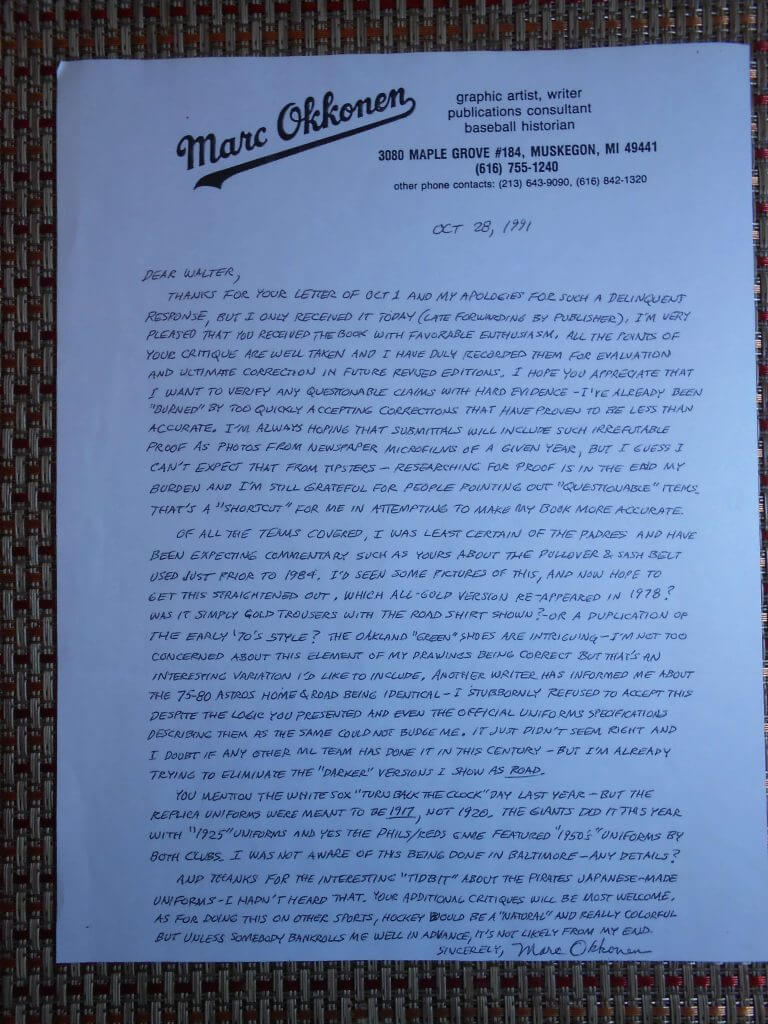 Marc Okkonen
graphic artist, writer
publications consultant
baseball historian
3080 MAPLE GROVE #184, MUSKEGON, MI 49441
(616) 755-1240
other phone contacts: (213) 643-9090, (616) 842-1320
OCT 28, 1991
DEAR WALTER,
THANKS FOR YOUR LETTER OF OCT 1 AND MY APOLOGIES FOR SUCH A DELINQUENT
RESPONSE, BUT I ONLY RECEIVED IT TODAY (LATE FORWARDING BY PUBLISHER). I'M VERY
PLEASED THAT YOU RECEIVED THE BOOK WITH FAVORABLE ENTHUSIASM. ALL THE POINTS OF
YOUR CRITIQUE ARE WELL TAKEN AND I HAVE DULY RECORDED THEM FOR EVALUATION
AND ULTIMATE CORRECTION IN FUTURE REVISED EDITIONS. I HOPE YOU APPRECIATE THAT
I WANT TO VERIFY ANY QUESTIONABLE CLAIMS WITH HARD EVIDENCE - I'VE ALREADY BEEN
"BURNED" BY TOO QUICKLY ACCEPTING CORRECTIONS THAT HAVE PROVEN TO BE LESS THAN
ACCURATE. I'M ALWAYS HOPING THAT SUBMITTALS WILL INCLUDE SUCH IRREFUTABLE
PROOF AS PHOTOS FROM NEWSPAPER MICROFILMS OF A GIVEN YEAR, BUT I GUESS I
CAN'T EXPECT THAT FROM TIPSTERS - RESEARCHING FOR PROOF IS IN THE END MY
BURDEN AND I'M STILL GRATEFUL FOR PEOPLE POINTING OUT "QUESTIONABLE" ITEMS.
THAT'S A "SHORTCUT" FOR ME IN ATTEMPTING TO MAKE MY BOOK MORE ACCURATE.
OF ALL THE TEAMS COVERED, I WAS LEAST CERTAIN OF THE PADRES AND HAVE
BEEN EXPECTING COMMENTARY SUCH AS YOURS ABOUT THE PULLOVER & SASH BELT
USED JUST PRIOR TO 1984. I'D SEEN SOME PICTURES OF THIS, AND NOW HOPE TO
GET THIS STRAIGHTENED OUT. WHICH ALL-GOLD VERSION RE-APPEARED IN 1978?
WAS IT SIMPLY GOLD TROUSERS WITH THE ROAD SHIRT SHOWN? - OR A DUPLICATION OF
THE EARLY '70'S STYLE? THE OAKLAND "GREEN" SHOES ARE INTRIGUING - I'M NOT TOO
CONCERNED ABOUT THIS ELEMENT OF MY DRAWINGS BEING CORRECT BUT THAT'S AN
INTERESTING VARIATION I'D LIKE TO INCLUDE. ANOTHER WRITER HAS INFORMED ME ABOUT
THE 75-80 ASTROS HOME & ROAD BEING IDENTICAL - I STUBBORNLY REFUSED TO ACCEPT THIS
DESPITE THE LOGIC YOU PRESENTED AND EVEN THE OFFICIAL UNIFORMS SPECIFICATIONS
DESCRIBING THEM AS THE SAME COULD NOT BUDGE ME. IT JUST DIDN'T SEEM RIGHT AND
I DOUBT IF ANY OTHER ML TEAM HAS DONE IT IN THIS CENTURY - BUT I'M ALREADY
TRYING TO ELIMINATE THE "DARKER" VERSIONS I SHOW AS ROAD.
YOU MENTION THE WHITE SOX "TURN BACK THE CLOCK" DAY LAST YEAR - BUT THE
REPLICA UNIFORMS WERE MEANT TO BE 1917, NOT 1920. THE GIANTS DID IT THIS YEAR
WITH "1925" UNIFORMS AND YES THE PHILS/REDS GAME FEATURED "1950's" UNIFORMS BY
BOTH CLUBS. I WAS NOT AWARE OF THIS BEING DONE IN BALTIMORE - ANY DETAILS?
AND THANKS FOR THE INTERESTING "TIDBIT" ABOUT THE PIRATES JAPANESE-MADE
UNIFORMS - I HADN'T HEARD THAT. YOUR ADDITIONAL CRITIQUES WILL BE MOST WELCOME.
AS FOR DOING THIS ON OTHER SPORTS, HOCKEY WOULD BE A "NATURAL" AND REALLY COLORFUL
BUT UNLESS SOMEBODY BANKROLLS ME WELL IN ADVANCE, IT'S NOT LIKELY FROM MY END.
SINCERELY, Marc Okkonen